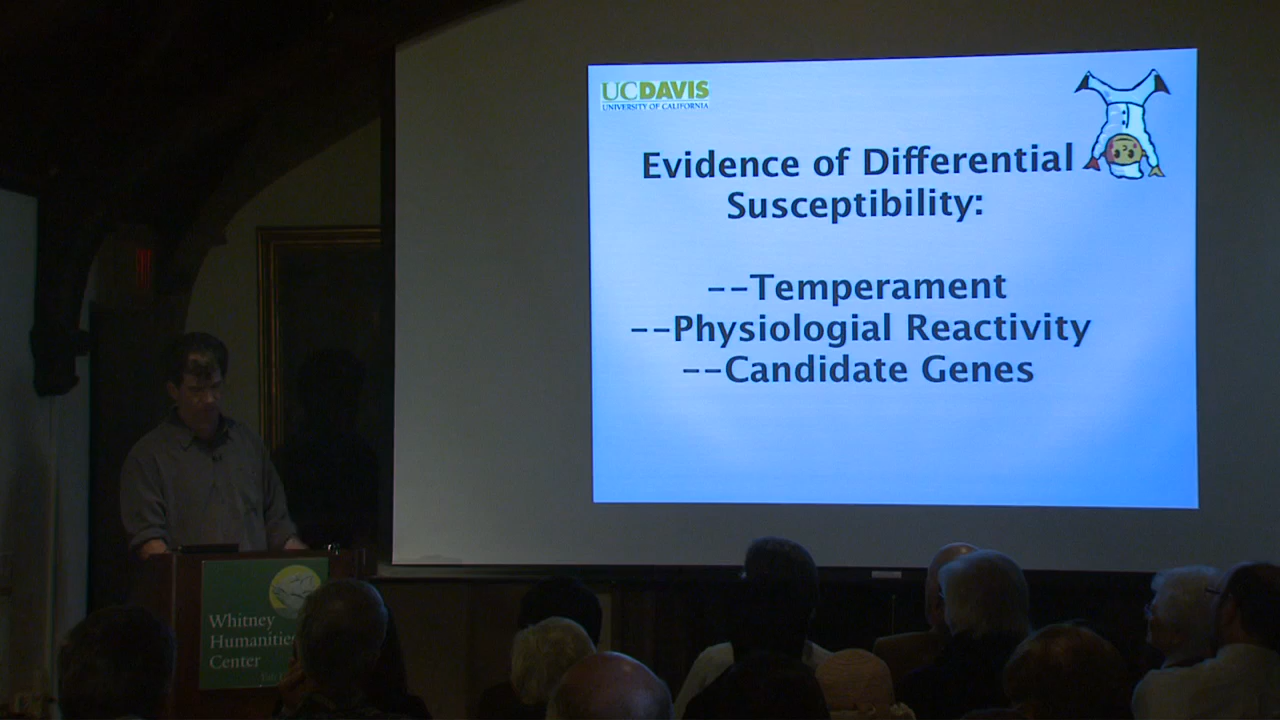 UCDAVIS
UNIVERSITY OF CALIFORNIA
Evidence of Differential
Susceptibility:
--Temperament
--Physiologial Reactivity
--Candidate Genes
Whitney
Humanities
Center